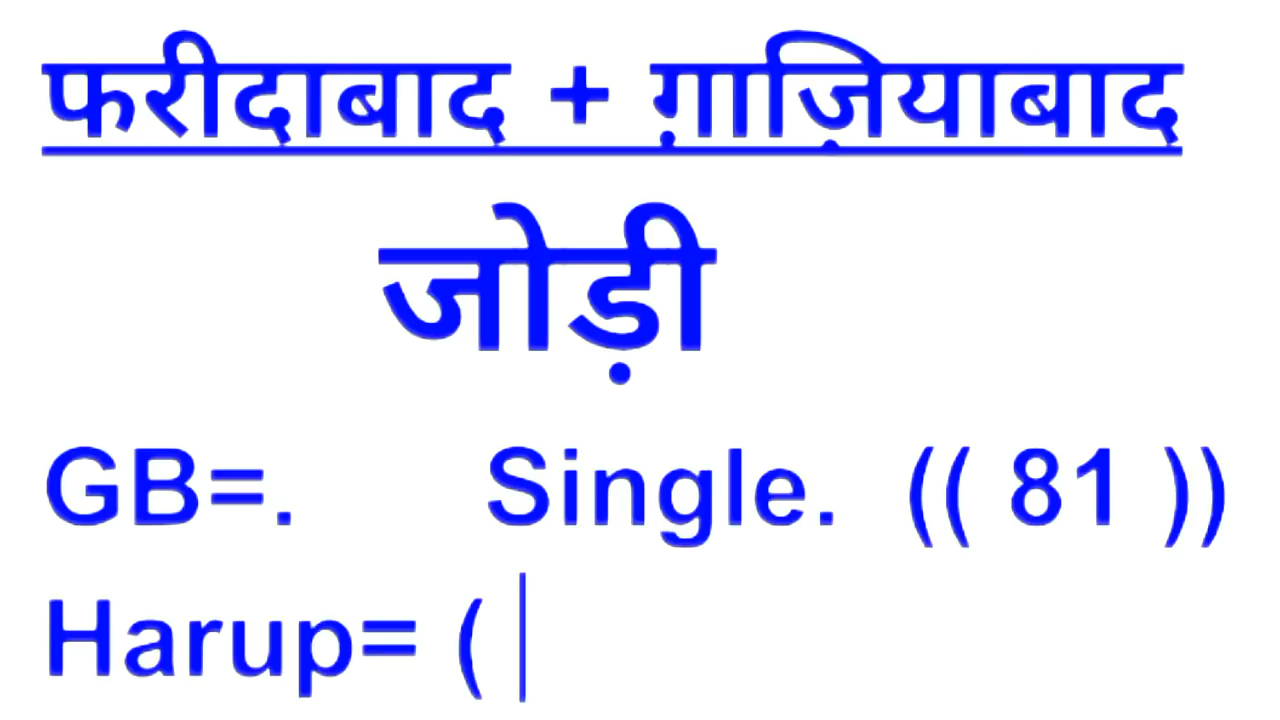 फरीदाबाद + ग़ाज़ियाबाद
जोड़ी
GB=. Single. (( 81 ))
Harup= (